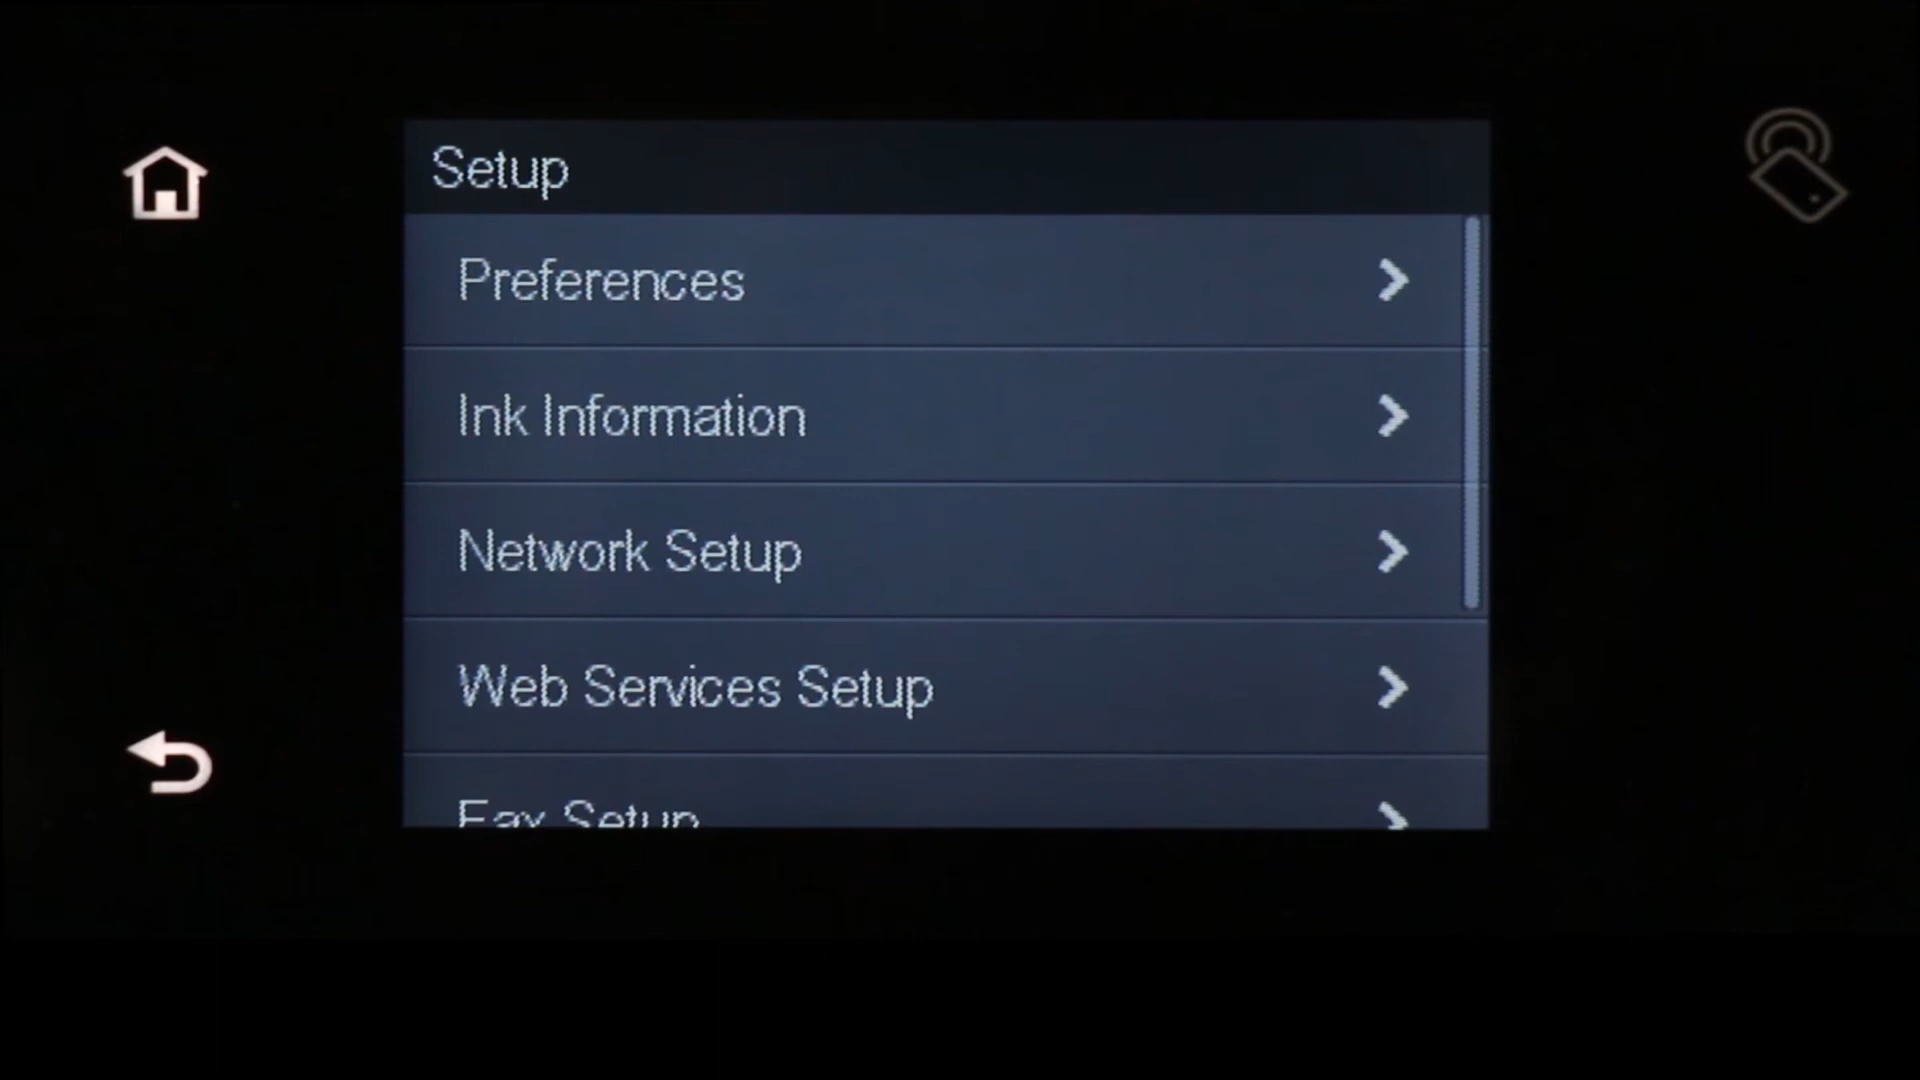 Setup
Preferences
Ink Information
Network Setup
Web Services Setup
Fax Setup